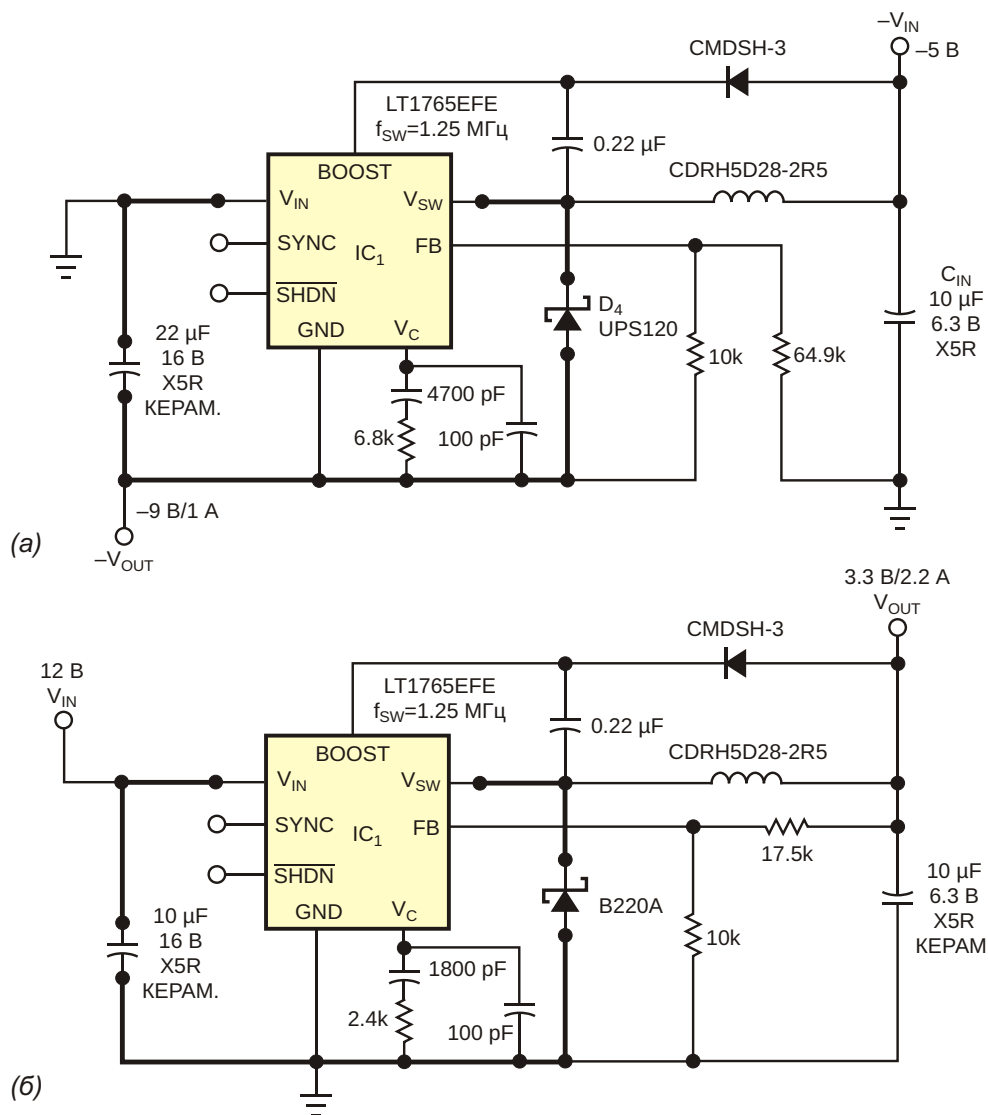 –V_IN
–5 В
CMDSH-3
LT1765EFE
f_SW=1.25 МГц
0.22 µF
CDRH5D28-2R5
BOOST
V_IN
V_SW
SYNC
IC_1
FB
SHDN
GND
V_C
22 µF
16 В
X5R
КЕРАМ.
4700 pF
6.8k
100 pF
D_4
UPS120
10k
64.9k
C_IN
10 µF
6.3 В
X5R
–9 В/1 А
–V_OUT
(а)
3.3 В/2.2 А
V_OUT
CMDSH-3
12 В
V_IN
LT1765EFE
f_SW=1.25 МГц
0.22 µF
CDRH5D28-2R5
BOOST
V_IN
V_SW
SYNC
IC_1
FB
17.5k
SHDN
GND
V_C
10 µF
16 В
X5R
КЕРАМ.
1800 pF
2.4k
100 pF
B220A
10k
10 µF
6.3 В
X5R
КЕРАМ
(б)